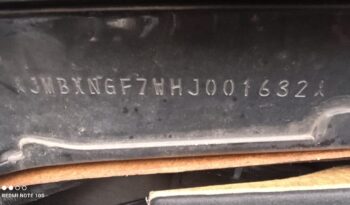 JMBXNGF7WHJ001632
REDMI NOTE 10S